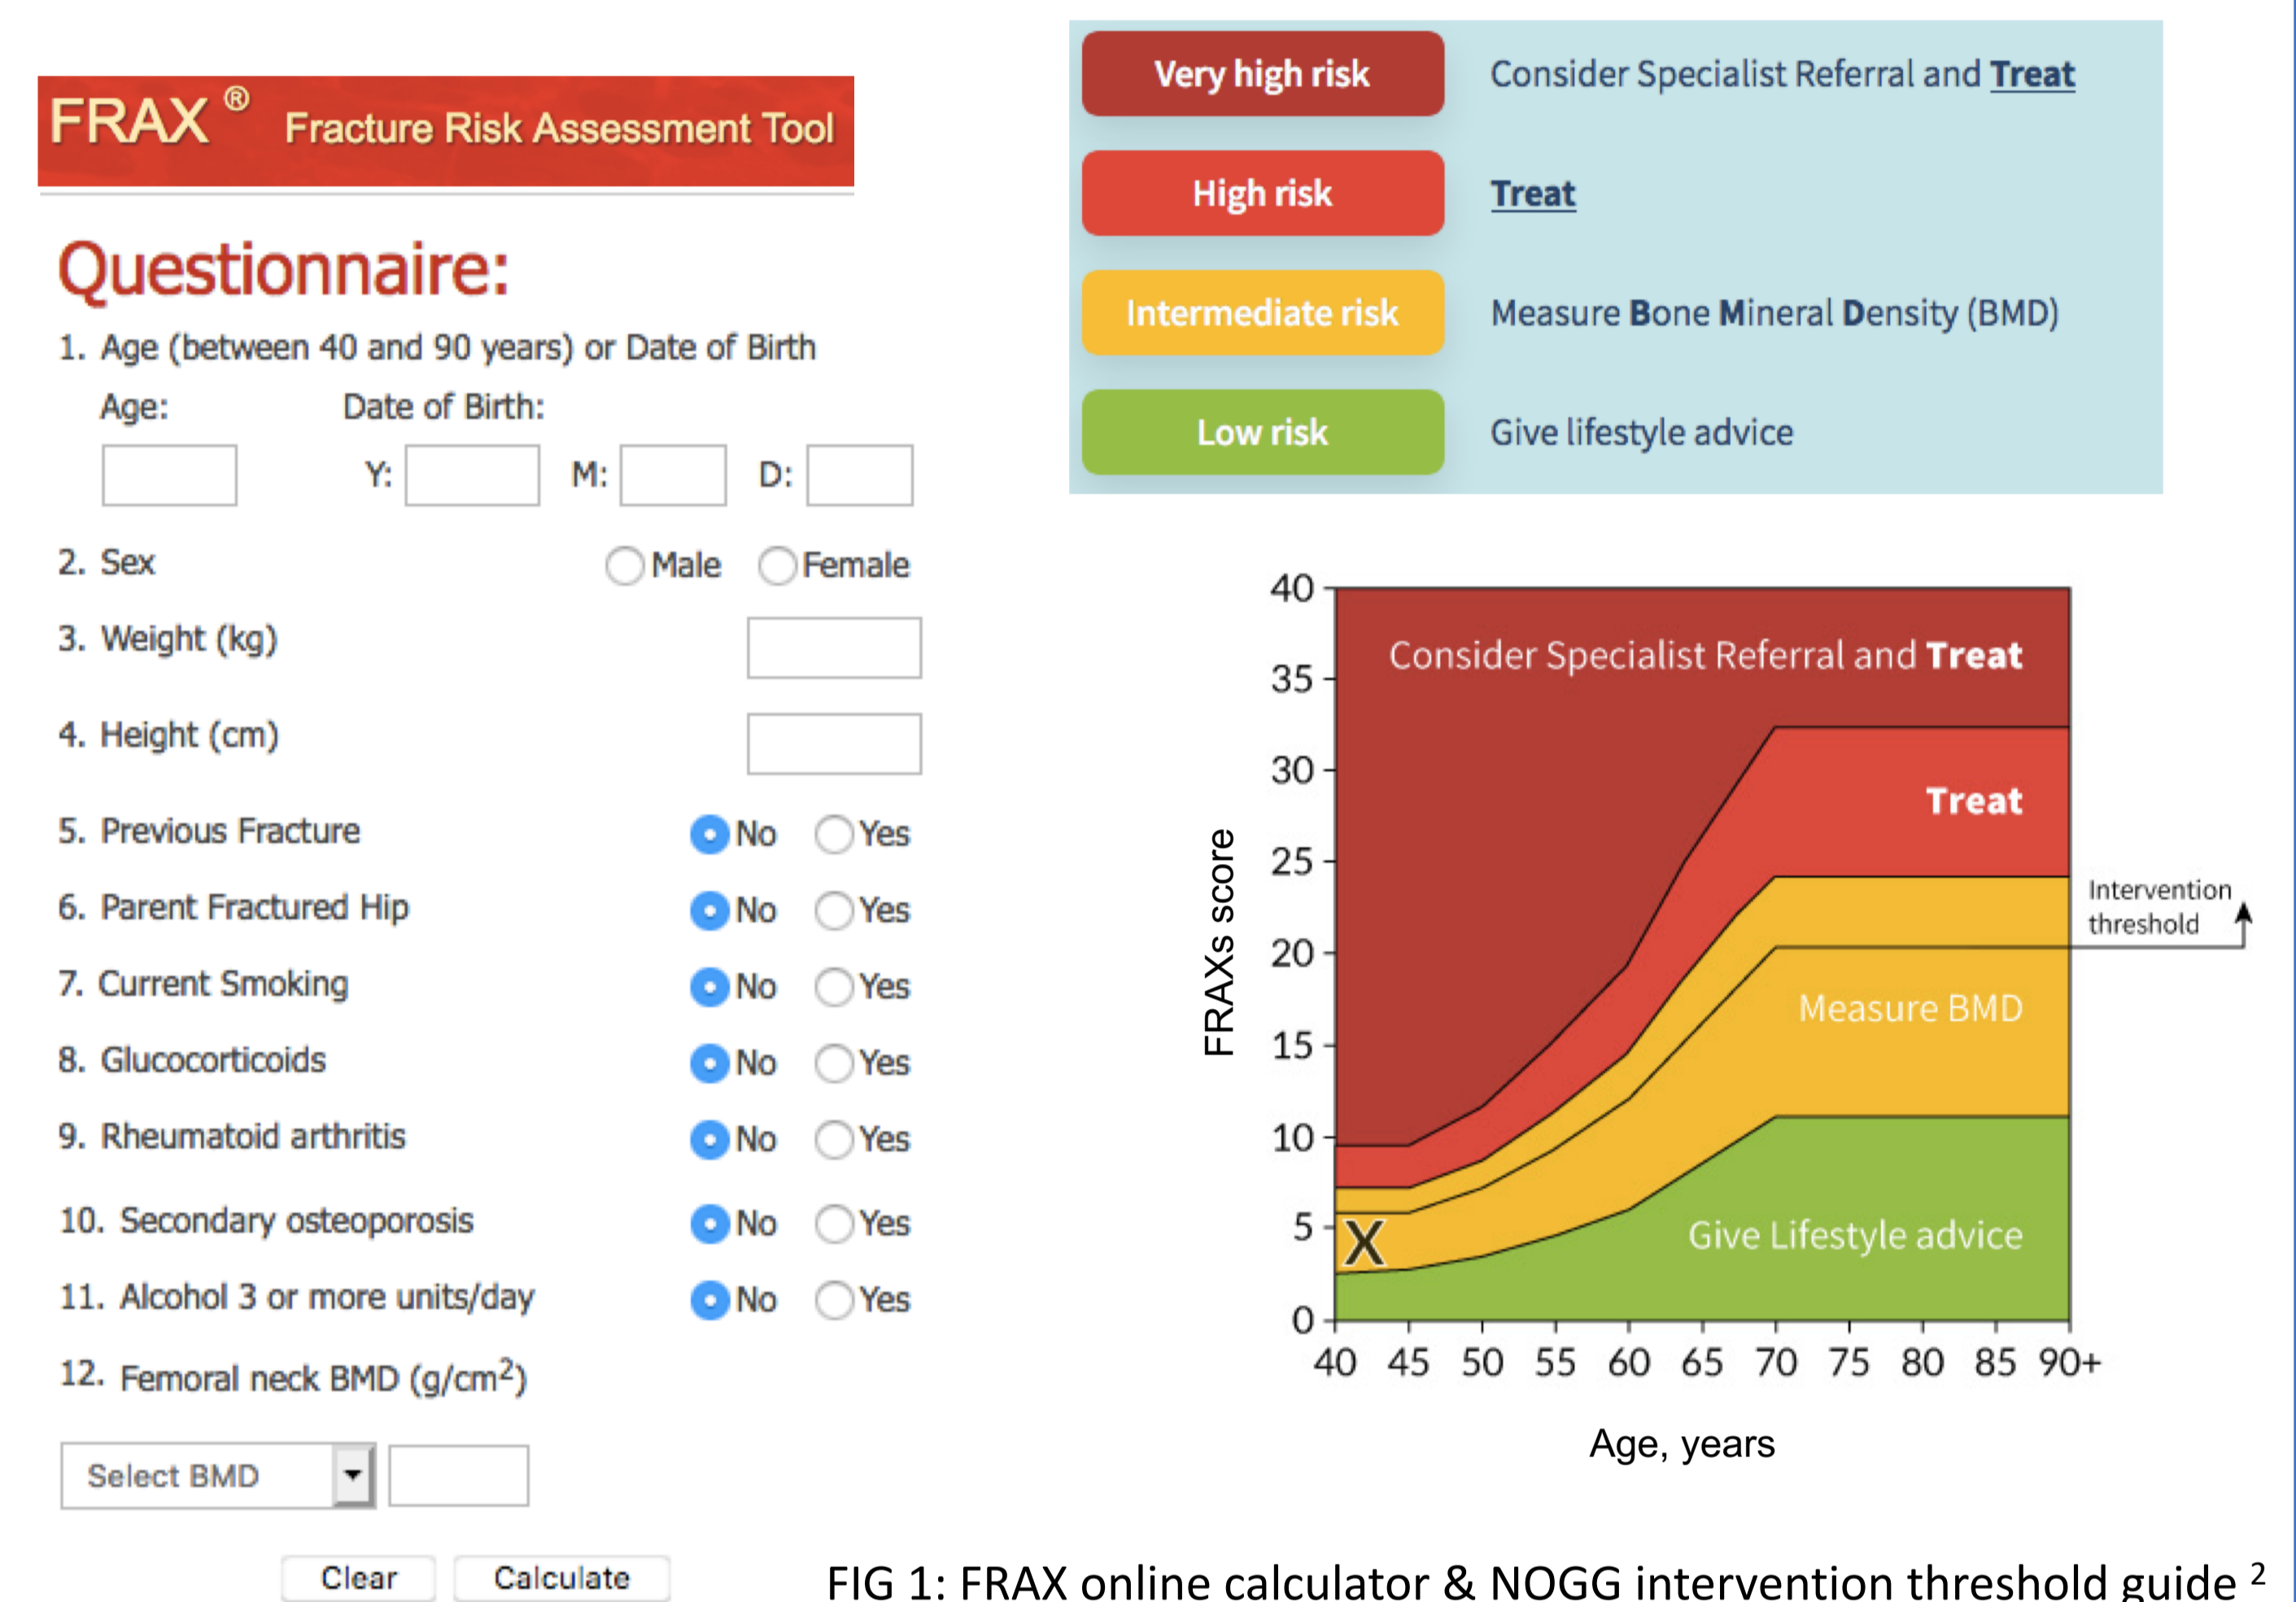 FRAX ® Fracture Risk Assessment Tool
Questionnaire:
1. Age (between 40 and 90 years) or Date of Birth
Age: Date of Birth:
Y: M: D:
2. Sex Male Female
3. Weight (kg)
4. Height (cm)
5. Previous Fracture No Yes
6. Parent Fractured Hip No Yes
7. Current Smoking No Yes
8. Glucocorticoids No Yes
9. Rheumatoid arthritis No Yes
10. Secondary osteoporosis No Yes
11. Alcohol 3 or more units/day No Yes
12. Femoral neck BMD (g/cm²)
Select BMD
Clear Calculate
Very high risk Consider Specialist Referral and Treat
High risk Treat
Intermediate risk Measure Bone Mineral Density (BMD)
Low risk Give lifestyle advice
FRAXs score
40
35
30
25
20
15
10
5
0
Consider Specialist Referral and Treat
Treat
Intervention
threshold
Measure BMD
X
Give Lifestyle advice
40 45 50 55 60 65 70 75 80 85 90+
Age, years
FIG 1: FRAX online calculator & NOGG intervention threshold guide ²